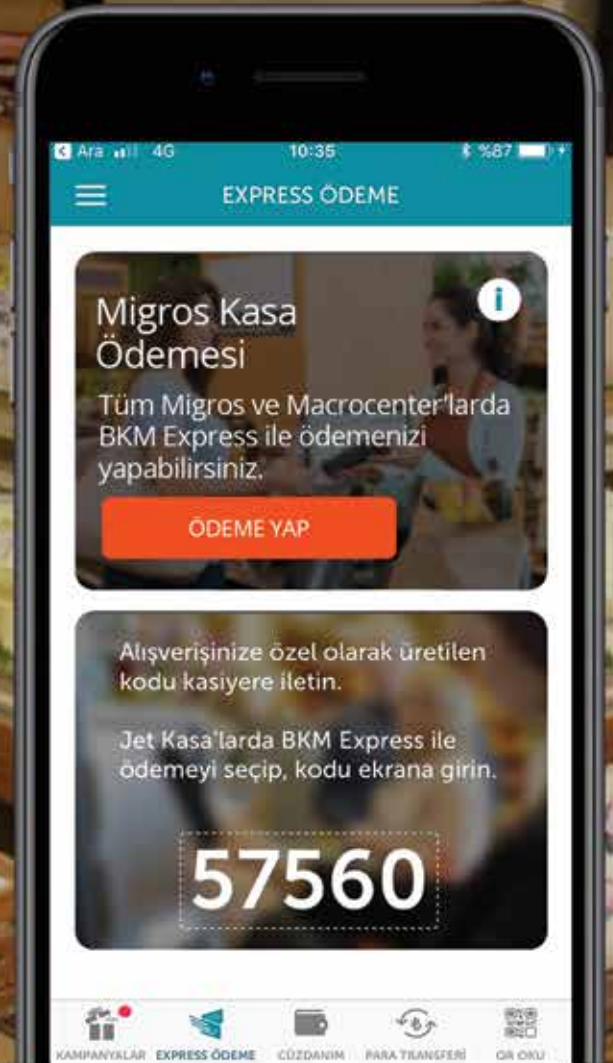 Ara 4G 10:35 %87
EXPRESS ÖDEME
Migros Kasa
Ödemesi
i
Tüm Migros ve Macrocenter'larda
BKM Express ile ödemenizi
yapabilirsiniz.
ÖDEME YAP
Alışverişinize özel olarak üretilen
kodu kasiyere iletin.
Jet Kasa'larda BKM Express ile
ödemeyi seçip, kodu ekrana girin.
57560
KAMPANYALAR EXPRESS ÖDEME CÜZDANIM PARA TRANSFERİ QR OKU